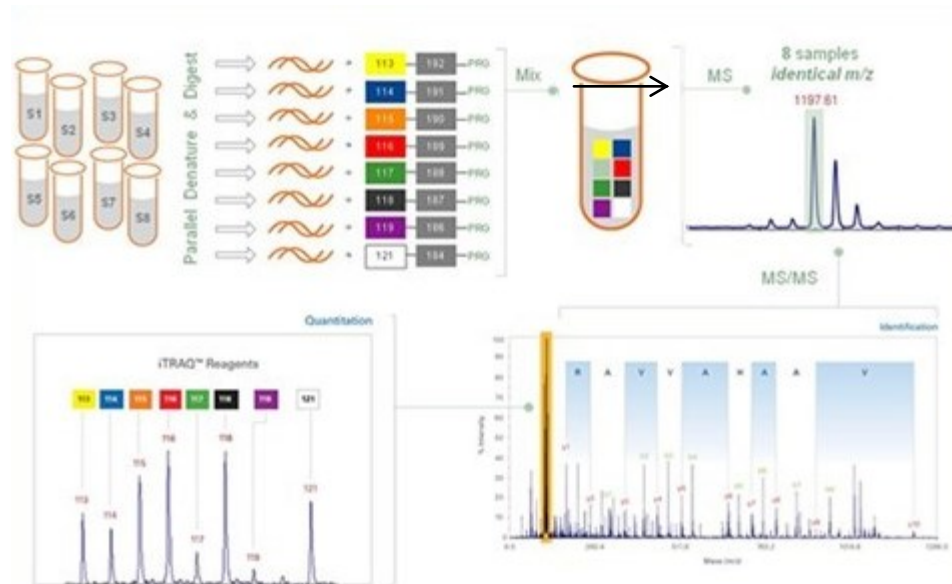 S1
S2
S3
S4
S5
S6
S7
S8
Parallel Denature & Digest
+ 113 192 -PRG
+ 114 191 -PRG
+ 115 190 -PRG
+ 116 189 -PRG
+ 117 188 -PRG
+ 118 187 -PRG
+ 119 186 -PRG
+ 121 184 -PRG
Mix
MS
8 samples
identical m/z
1197.61
MS/MS
Quantitation
iTRAQ™ Reagents
113 114 115 116 117 118 119 121
113
114
115
116
117
118
119
121
Identification
% Intensity
R A V V A A A V
Mass (m/z)